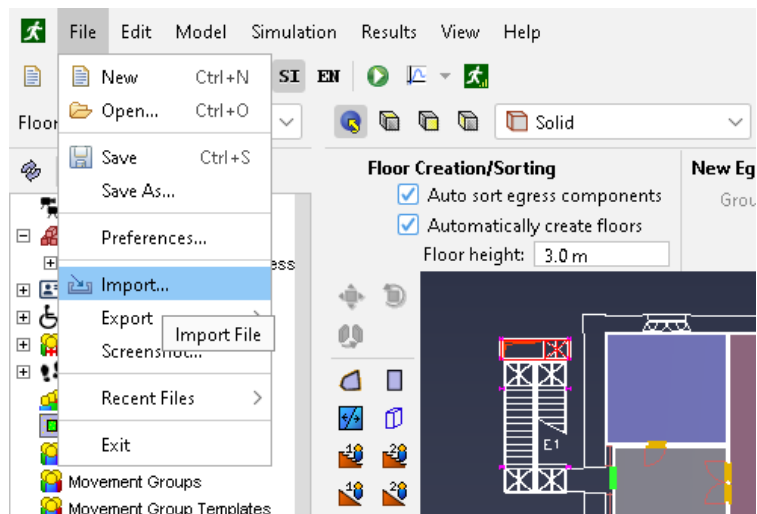 File Edit Model Simulation Results View Help
New Ctrl+N
SI EN
Open... Ctrl+O
Floor
Solid
Save Ctrl+S
Save As...
Preferences...
Import...
Export
Import File
Screenshot...
Recent Files
Exit
ess
Movement Groups
Movement Group Templates
Floor Creation/Sorting
Auto sort egress components
Automatically create floors
Floor height: 3.0 m
New Eg
Grou
E1